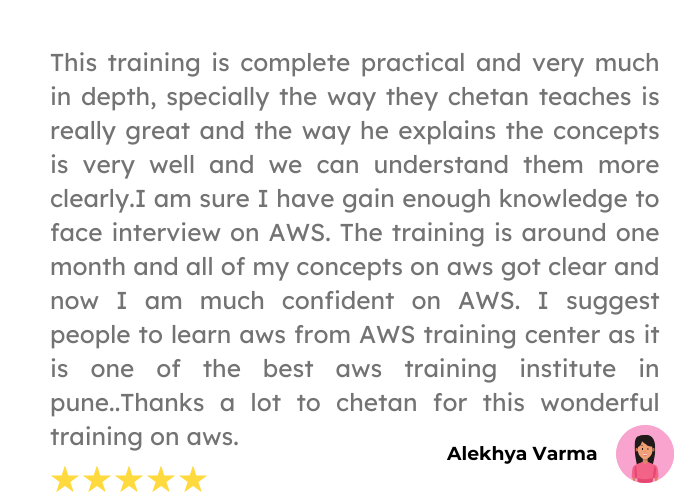 This training is complete practical and very much
in depth, specially the way they chetan teaches is
really great and the way he explains the concepts
is very well and we can understand them more
clearly.I am sure I have gain enough knowledge to
face interview on AWS. The training is around one
month and all of my concepts on aws got clear and
now I am much confident on AWS. I suggest
people to learn aws from AWS training center as it
is one of the best aws training institute in
pune..Thanks a lot to chetan for this wonderful
training on aws.
Alekhya Varma